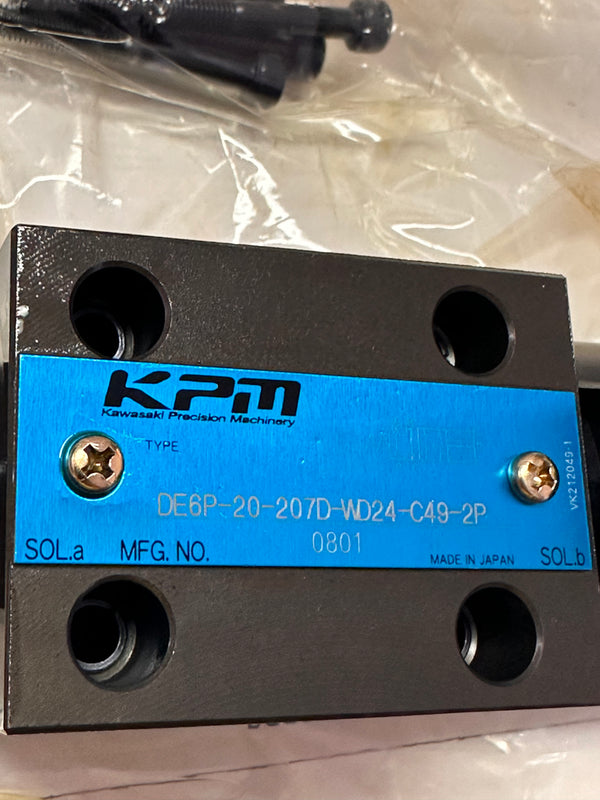 KPM
Kawasaki Precision Machinery
TYPE
DE6P-20-207D-WD24-C49-2P
SOL.a MFG. NO. 0801 MADE IN JAPAN SOL.b
VK212049-1